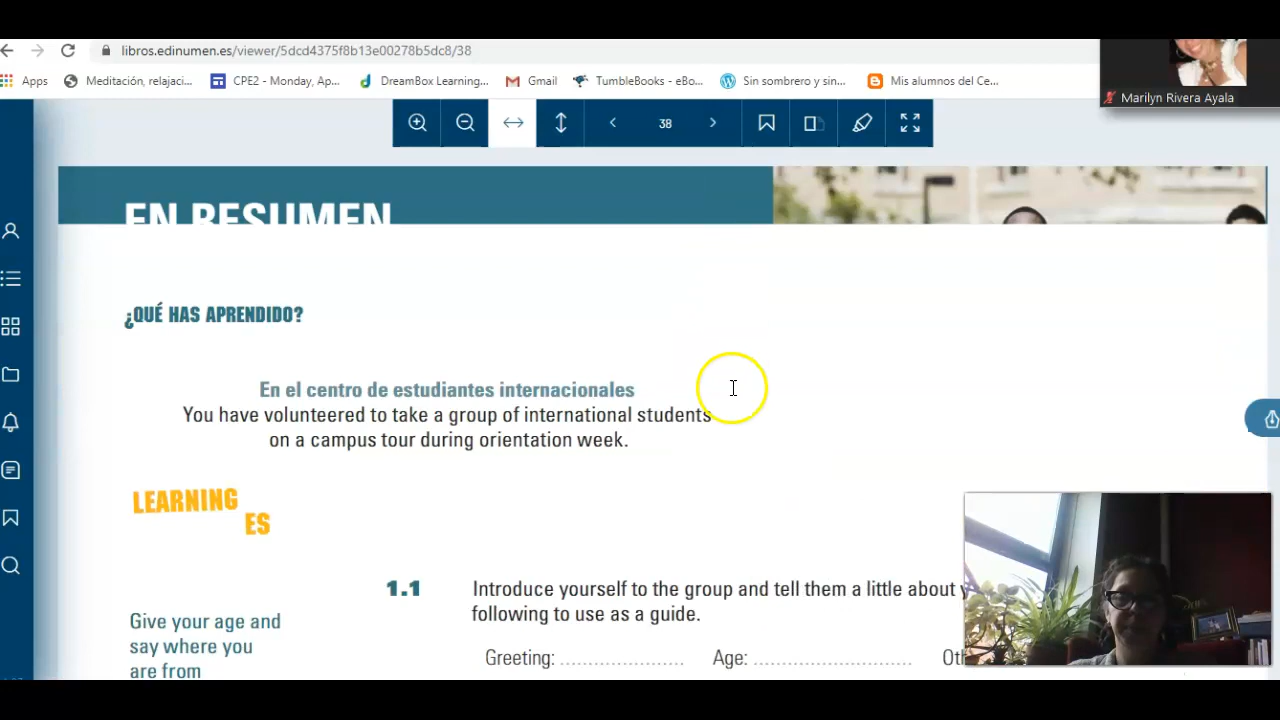 libros.edinumen.es/viewer/5dcd4375f8b13e00278b5dc8/38
Apps Meditación, relajaci... CPE2 - Monday, Ap... DreamBox Learning... Gmail TumbleBooks - eBo... Sin sombrero y sin... Mis alumnos del Ce...
Marilyn Rivera Ayala
38
EN RESUMEN
¿QUÉ HAS APRENDIDO?
En el centro de estudiantes internacionales
You have volunteered to take a group of international students
on a campus tour during orientation week.
LEARNING
ES
1.1 Introduce yourself to the group and tell them a little about
following to use as a guide.
Give your age and
say where you
are from
Greeting: ...................... Age: ............................